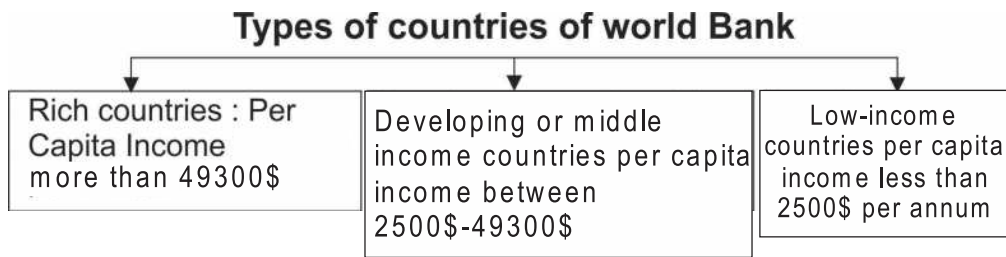 Types of countries of world Bank
Rich countries : Per
Capita Income
more than 49300$
Developing or middle
income countries per capita
income between
2500$-49300$
Low-income
countries per capita
income less than
2500$ per annum